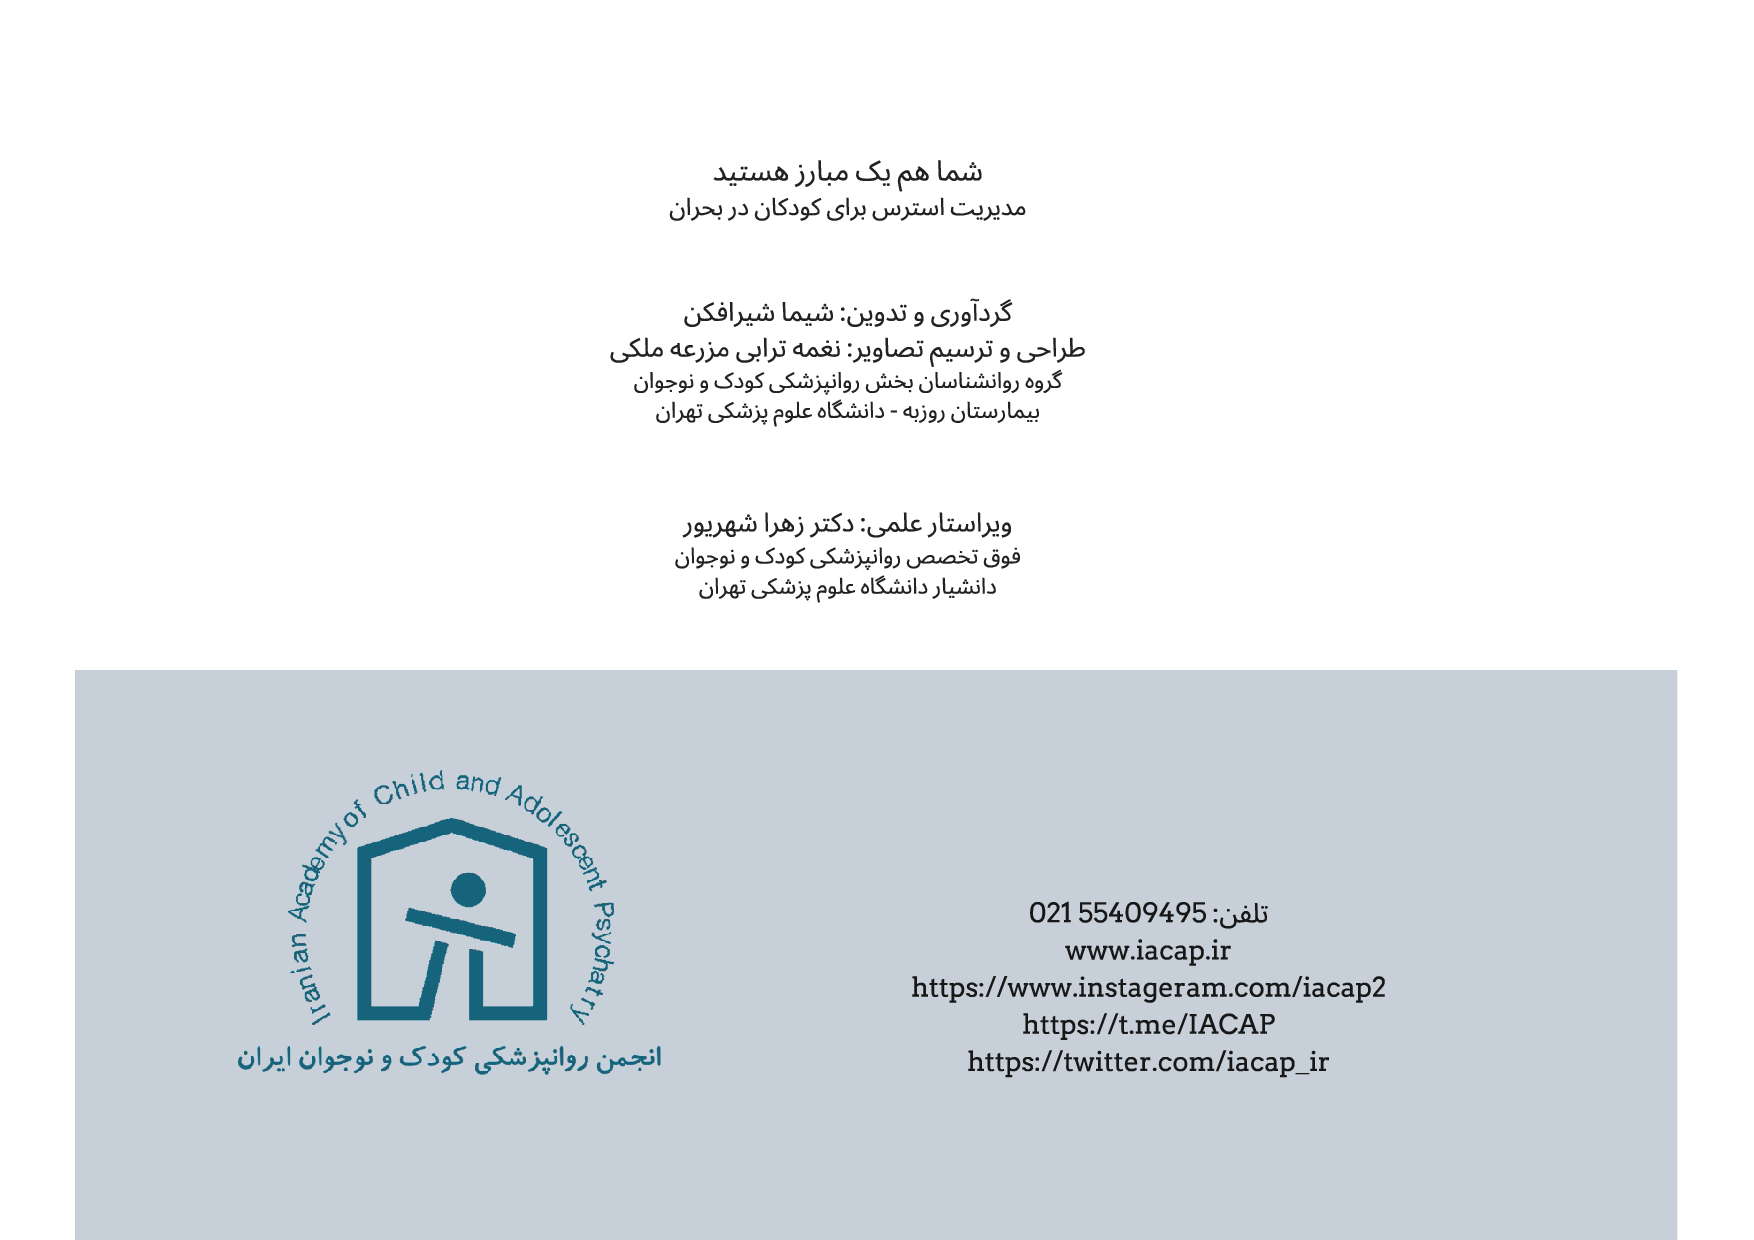 شما هم یک مبارز هستید
مدیریت استرس برای کودکان در بحران
گردآوری و تدوین: شیما شیرافکن
طراحی و ترسیم تصاویر: نغمه ترابی مزرعه ملکی
گروه روانشناسان بخش روانپزشکی کودک و نوجوان
بیمارستان روزبه - دانشگاه علوم پزشکی تهران
ویراستار علمی: دکتر زهرا شهریور
فوق تخصص روانپزشکی کودک و نوجوان
دانشیار دانشگاه علوم پزشکی تهران
Iranian Academy of Child and Adolescent Psychatry
انجمن روانپزشکی کودک و نوجوان ایران
تلفن: 55409495 021
www.iacap.ir
https://www.instageram.com/iacap2
https://t.me/IACAP
https://twitter.com/iacap_ir